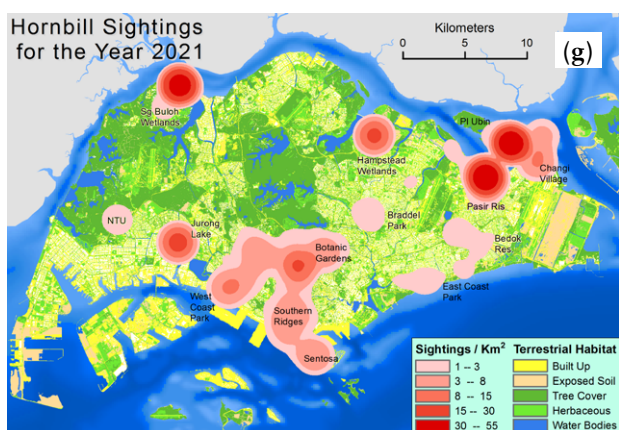 Hornbill Sightings
for the Year 2021
Kilometers
0 5 10
(g)
Sg Buloh
Wetlands
Pl Ubin
Hampstead
Wetlands
Changi
Village
Pasir Ris
NTU
Braddel
Park
Jurong
Lake
Botanic
Gardens
Bedok
Res
West
Coast
Park
East Coast
Park
Southern
Ridges
Sentosa
Sightings / Km²
1 -- 3
3 -- 8
8 -- 15
15 -- 30
30 -- 55
Terrestrial Habitat
Built Up
Exposed Soil
Tree Cover
Herbaceous
Water Bodies